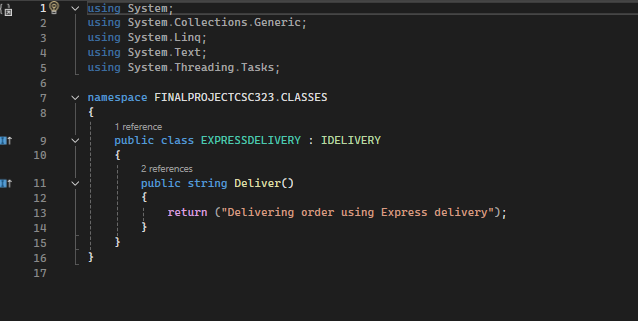 1 using System;
2 using System.Collections.Generic;
3 using System.Linq;
4 using System.Text;
5 using System.Threading.Tasks;
6
7 namespace FINALPROJECTCSC323.CLASSES
8 {
1 reference
9 public class EXPRESSDELIVERY : IDELIVERY
10 {
2 references
11 public string Deliver()
12 {
13 return ("Delivering order using Express delivery");
14 }
15 }
16 }
17